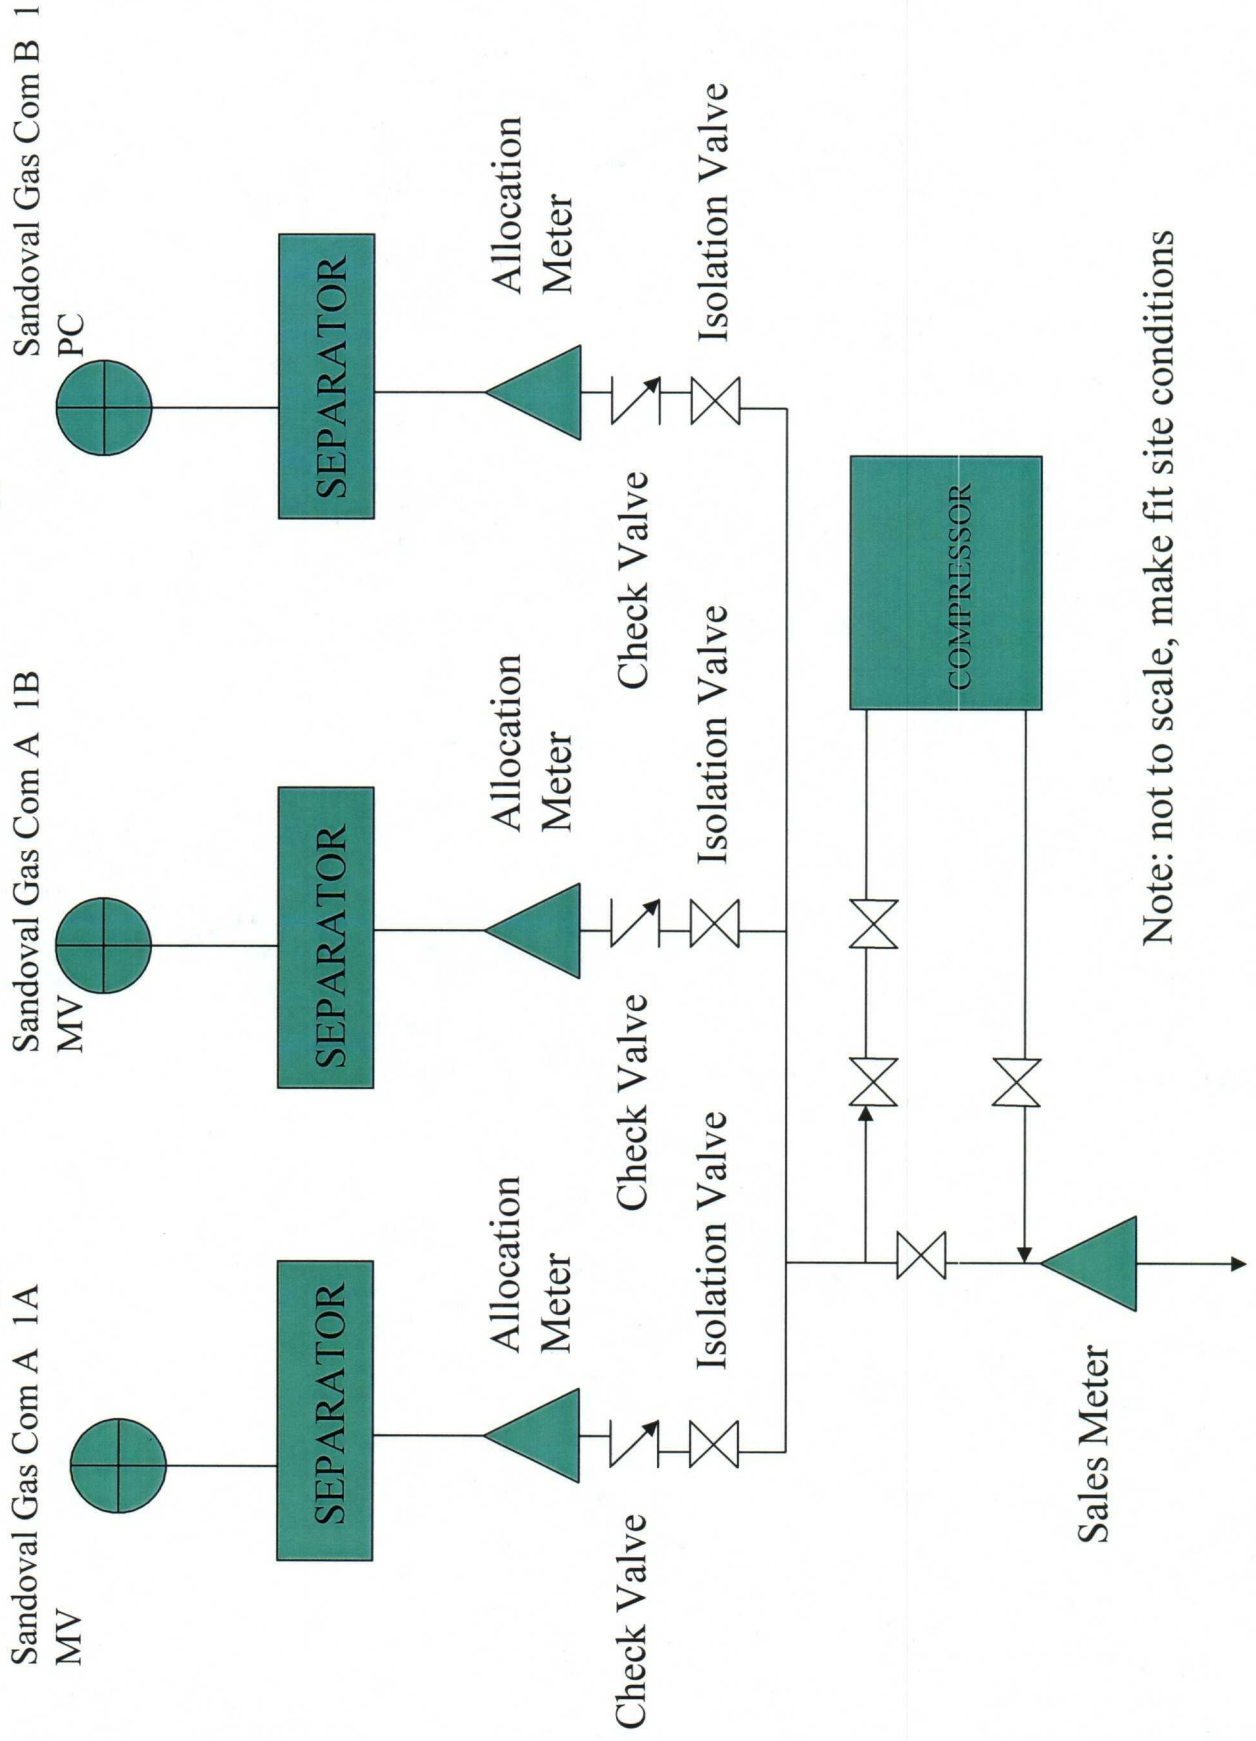 Sandoval Gas Com A 1A
MV
Sandoval Gas Com A 1B
MV
Sandoval Gas Com B 1
PC
SEPARATOR
SEPARATOR
SEPARATOR
Allocation
Meter
Allocation
Meter
Allocation
Meter
Check Valve
Check Valve
Check Valve
Isolation Valve
Isolation Valve
Isolation Valve
COMPRESSOR
Sales Meter
Note: not to scale, make fit site conditions